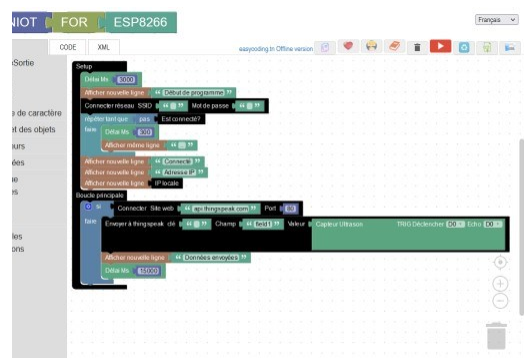 NIOT FOR ESP8266
Français
Sortie CODE XML easycoding.tn Offline version
Setup
Délai Ms 3000
Afficher nouvelle ligne “ Début de programme ”
Connecter réseau SSID “ ” Mot de passe “ ”
répéter tant que pas Est connecté?
faire Délai Ms 300
Afficher même ligne “ . ”
Afficher nouvelle ligne “ Connecté ”
Afficher nouvelle ligne “ Adresse IP ”
Afficher nouvelle ligne IP locale
Boucle principale
si Connecter Site web “ api.thingspeak.com ” Port 80
faire Envoyer à thingspeak clé “ ” Champ “ field1 ” Valeur Capteur Ultrason TRIG Déclencher D0 Echo D0
Afficher nouvelle ligne “ Données envoyées ”
Délai Ms 15000
de caractère
t des objets
urs
ées
les
ons